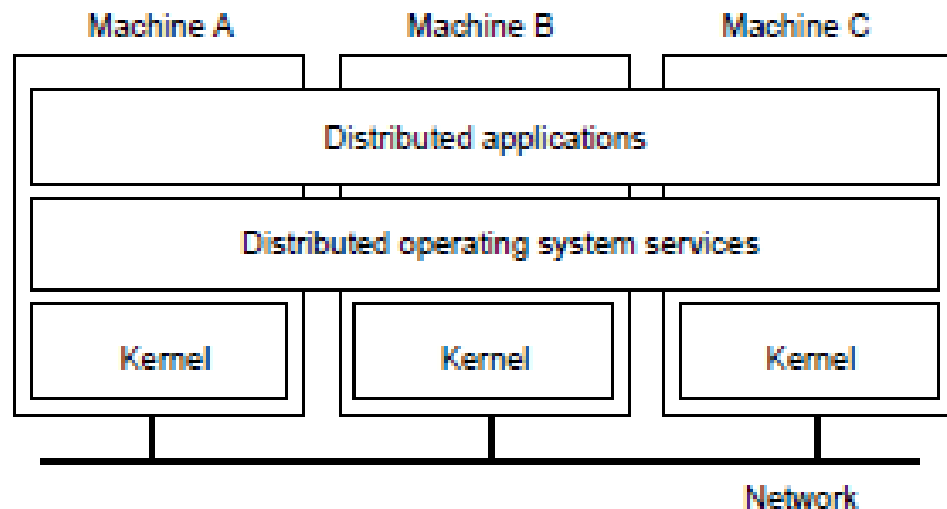 Machine A
Machine B
Machine C
Distributed applications
Distributed operating system services
Kernel
Kernel
Kernel
Network